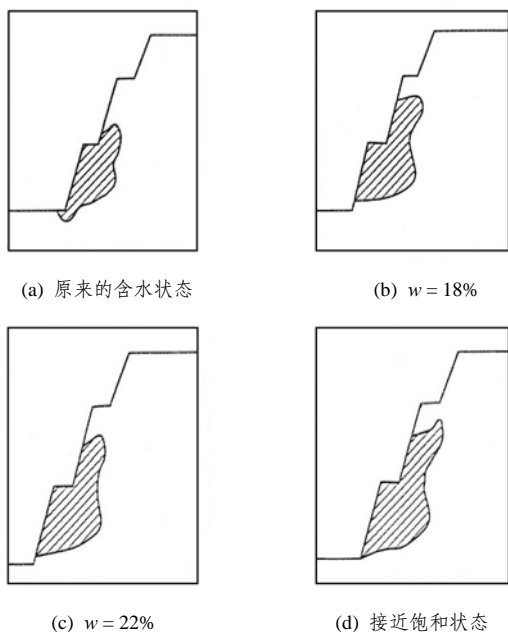 (a) 原来的含水状态
(b) w = 18%
(c) w = 22%
(d) 接近饱和状态